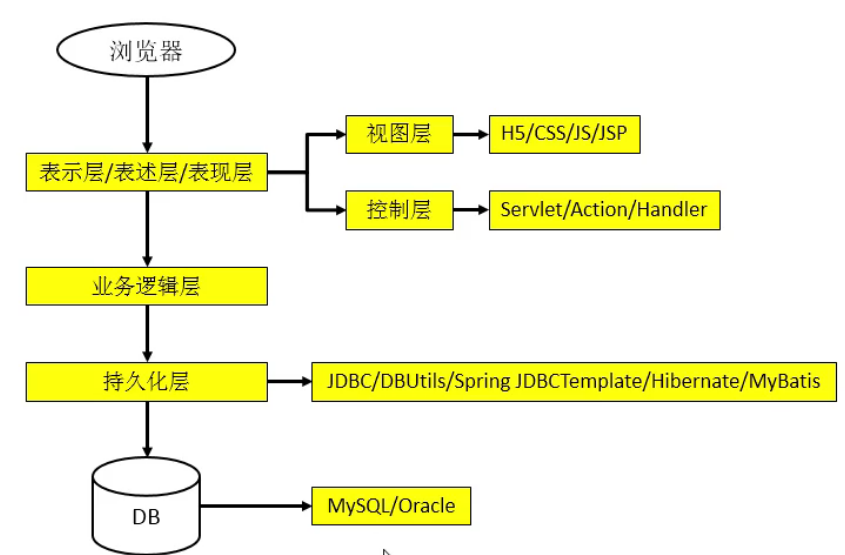 浏览器
视图层
H5/CSS/JS/JSP
表示层/表述层/表现层
控制层
Servlet/Action/Handler
业务逻辑层
持久化层
JDBC/DBUtils/Spring JDBCTemplate/Hibernate/MyBatis
DB
MySQL/Oracle